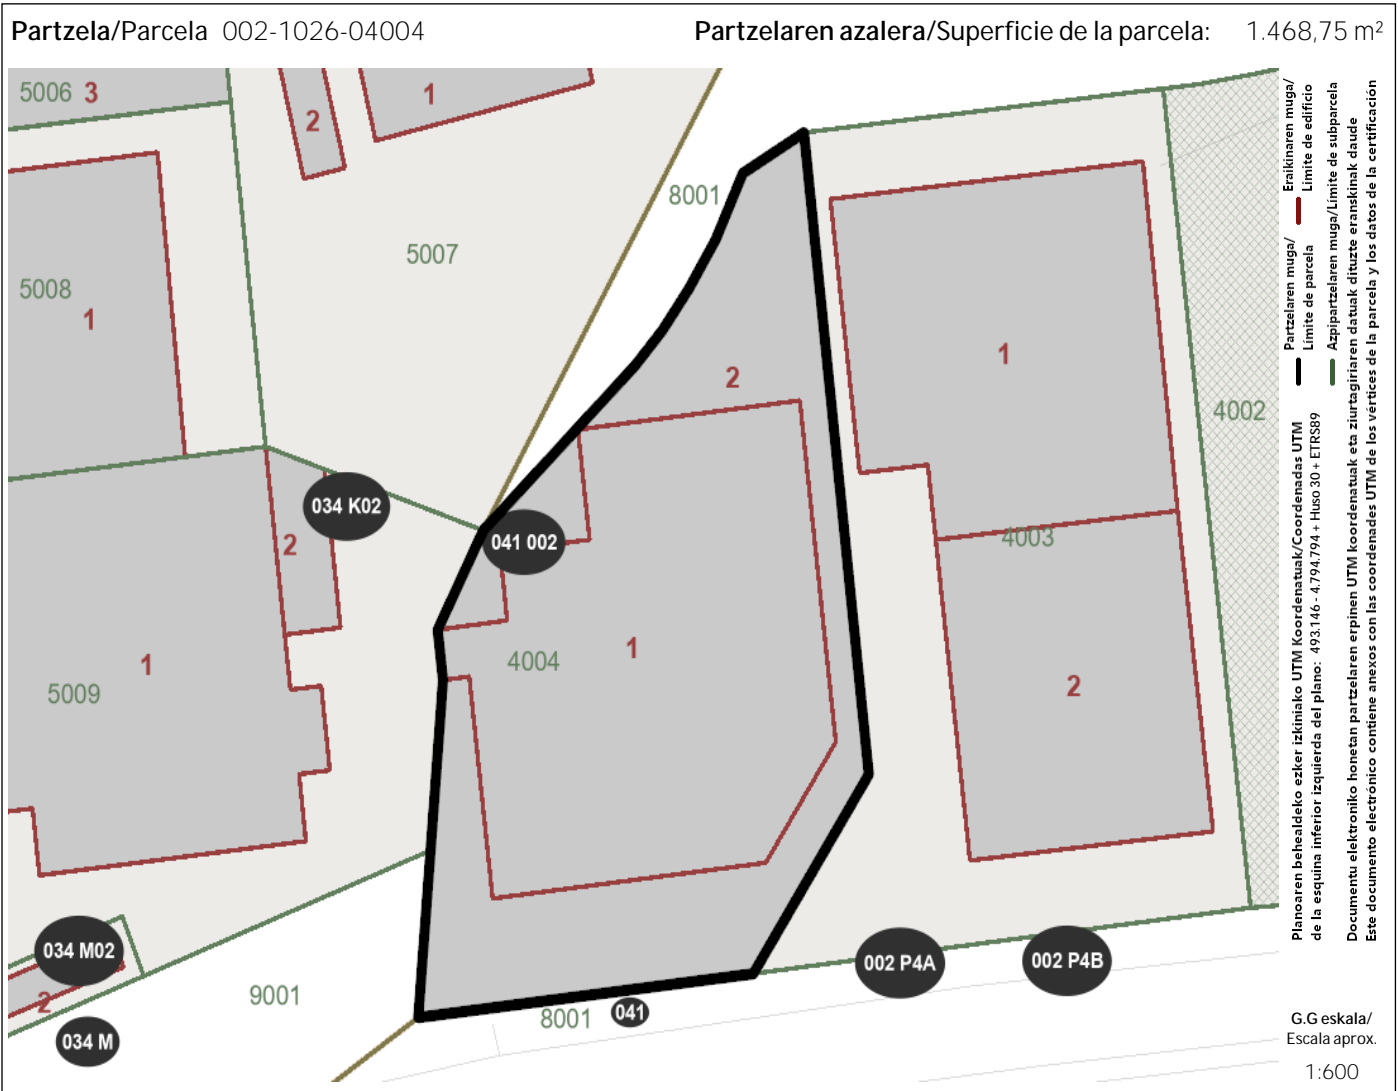 Partzela/Parcela 002-1026-04004
Partzelaren azalera/Superficie de la parcela: 1.468,75 m²
5006 3
2
1
8001
5007
5008
1
2
1
4002
034 K02
041 002
2
4003
1
4004
1
5009
2
034 M02
002 P4A
002 P4B
9001
2
8001
041
034 M
Eraikinaren muga/
Limite de edificio
Partzelaren muga/
Limite de parcela
Azpipartzelaren muga/Limite de subparcela
Planoaren behealdeko ezker izkiniako UTM Koordenatuak/Coordenadas UTM
de la esquina inferior izquierda del plano: 493.146 - 4.794.794 + Huso 30 + ETRS89
Documentu elektroniko honetan partzelaren erpinen UTM koordenatuak eta ziurtagiriaren datuak dituzte eranskinak daude
Este documento electrónico contiene anexos con las coordenadas UTM de los vértices de la parcela y los datos de la certificación
G.G eskala/
Escala aprox.
1:600